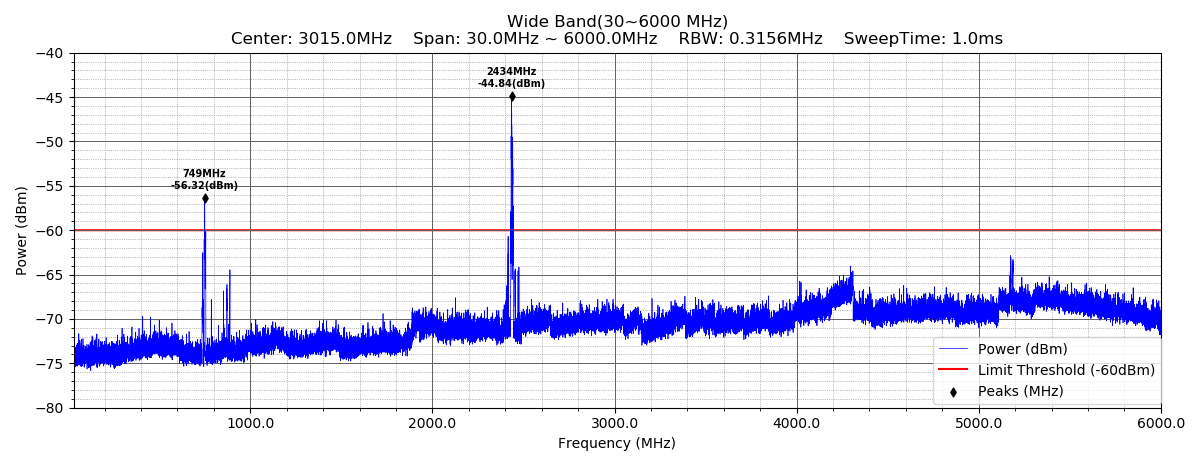 Wide Band(30~6000 MHz)
Center: 3015.0MHz    Span: 30.0MHz ~ 6000.0MHz    RBW: 0.3156MHz    SweepTime: 1.0ms
2434MHz
-44.84(dBm)
749MHz
-56.32(dBm)
Power (dBm)
−40
−45
−50
−55
−60
−65
−70
−75
−80
Power (dBm)
Limit Threshold (-60dBm)
Peaks (MHz)
1000.0
2000.0
3000.0
4000.0
5000.0
6000.0
Frequency (MHz)